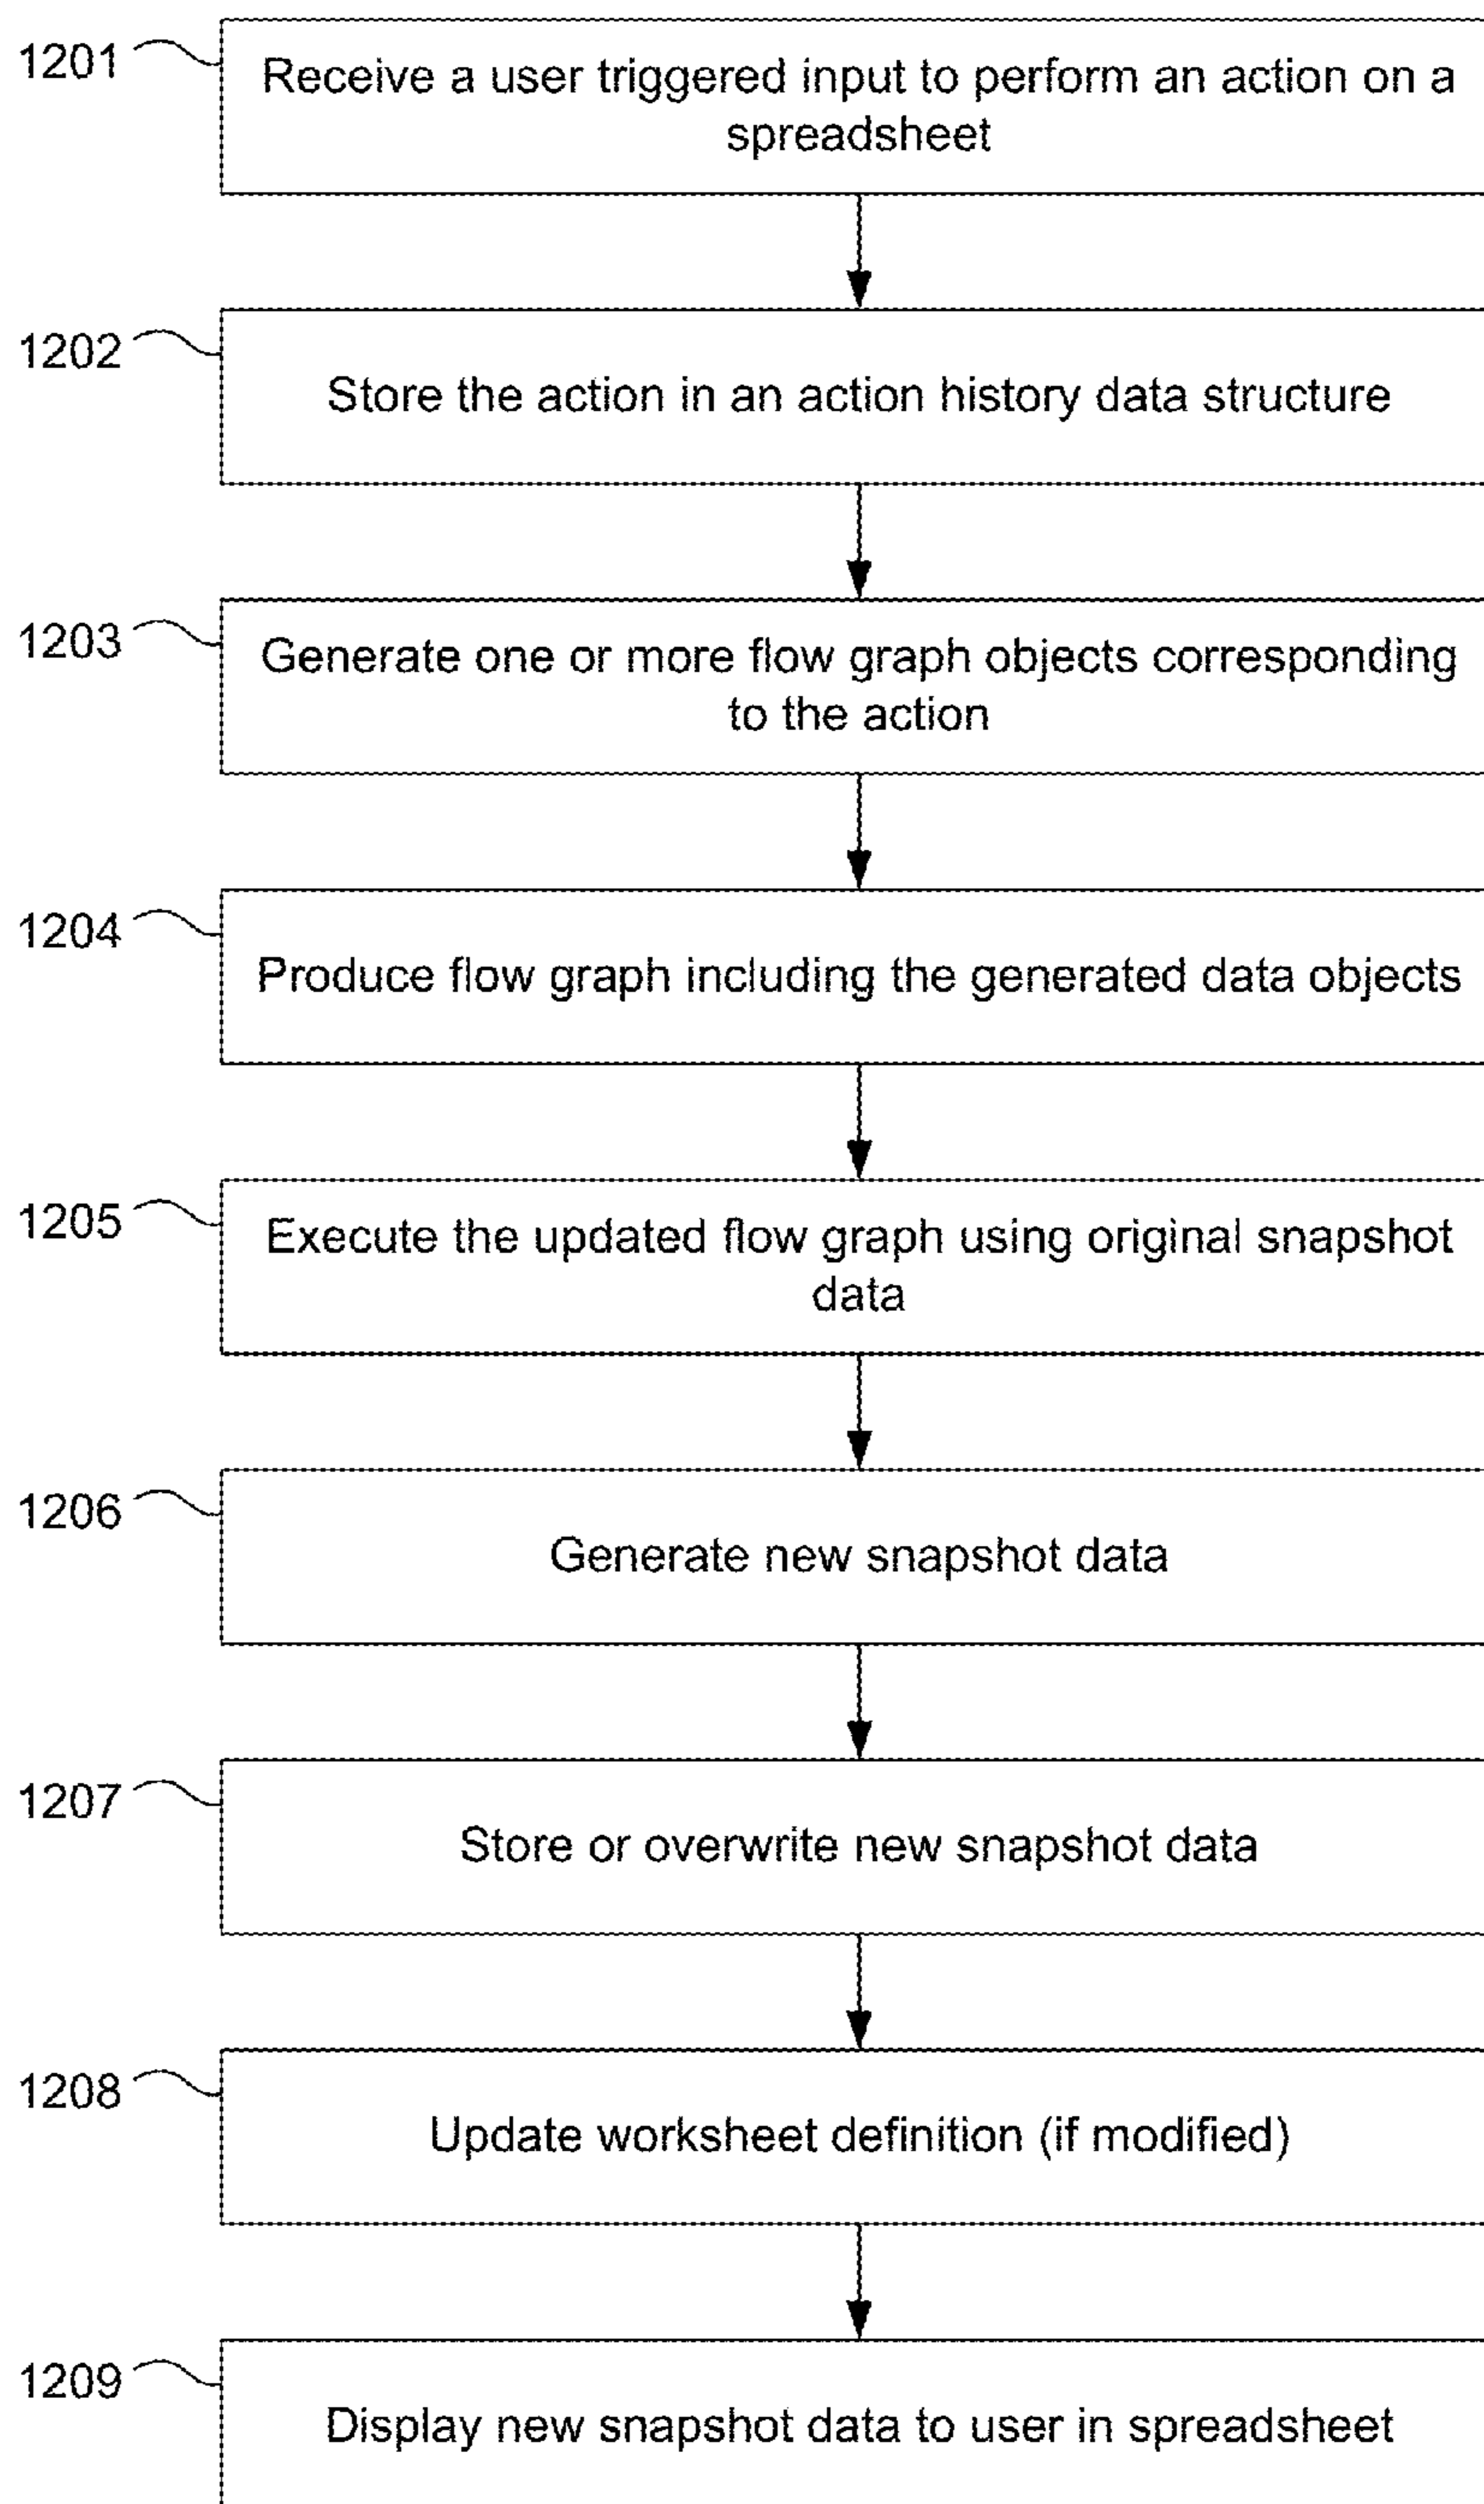 1201
Receive a user triggered input to perform an action on a
spreadsheet
1202
Store the action in an action history data structure
1203
Generate one or more flow graph objects corresponding
to the action
1204
Produce flow graph including the generated data objects
1205
Execute the updated flow graph using original snapshot
data
1206
Generate new snapshot data
1207
Store or overwrite new snapshot data
1208
Update worksheet definition (if modified)
1209
Display new snapshot data to user in spreadsheet